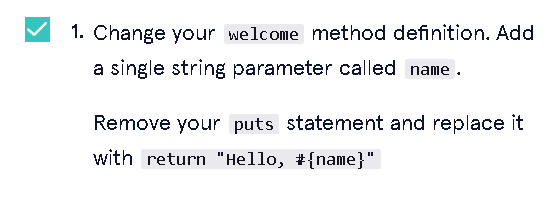 1. Change your welcome method definition. Add
a single string parameter called name.
Remove your puts statement and replace it
with return "Hello, #{name}"